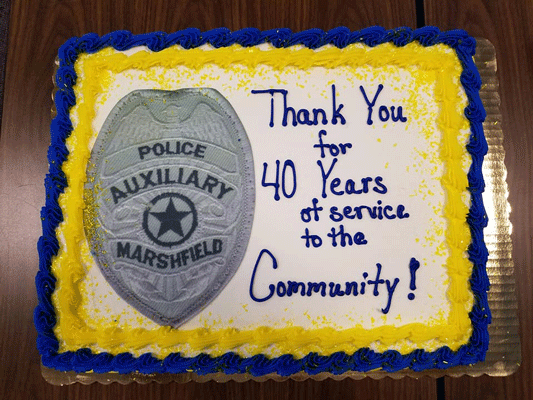 POLICE
AUXILIARY
MARSHFIELD
Thank You
for
40 Years
of service
to the
Community!